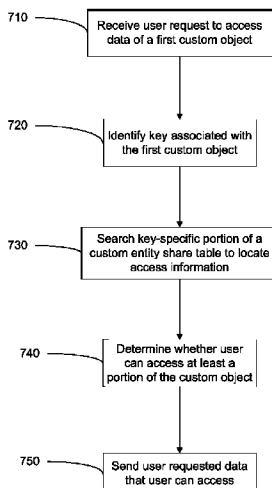 710
Receive user request to access
data of a first custom object
720
Identify key associated with
the first custom object
730
Search key-specific portion of a
custom entity share table to locate
access information
740
Determine whether user
can access at least a
portion of the custom object
750
Send user requested data
that user can access